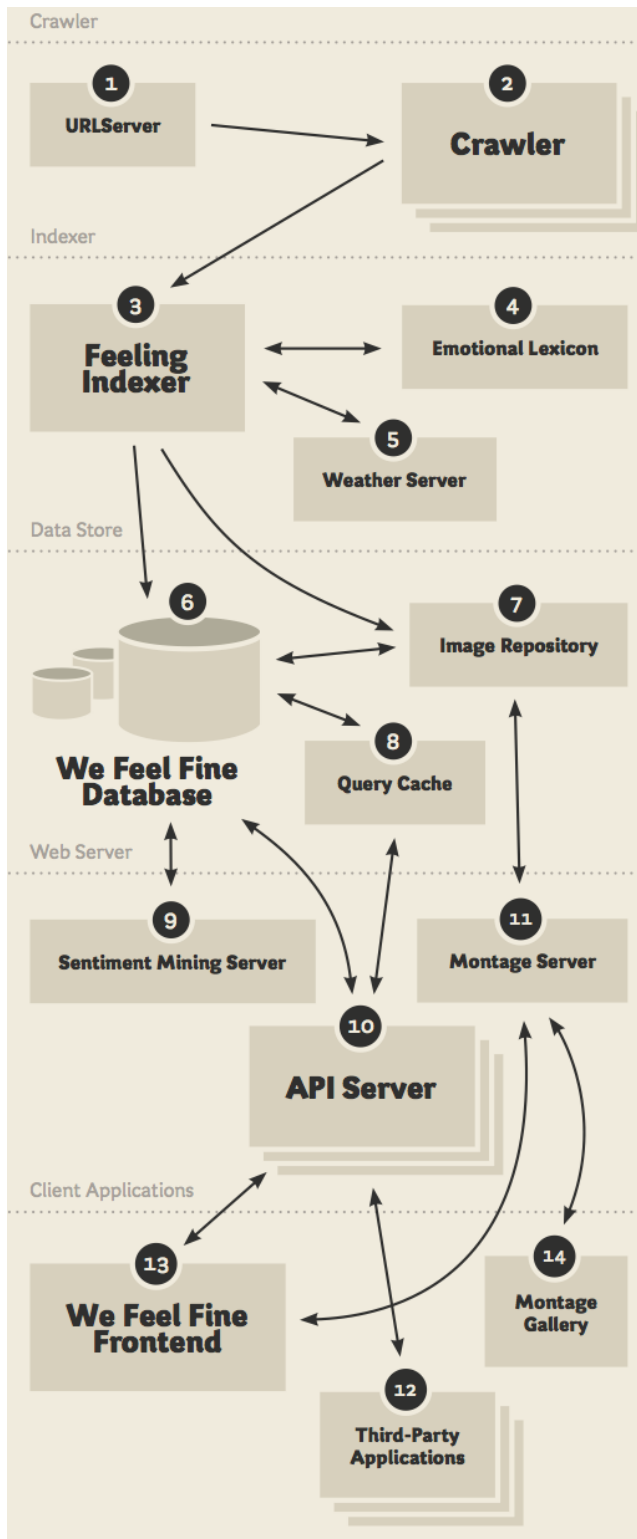 Crawler
1
URLServer
2
Crawler
Indexer
3
Feeling
Indexer
4
Emotional Lexicon
5
Weather Server
Data Store
6
We Feel Fine
Database
7
Image Repository
8
Query Cache
Web Server
9
Sentiment Mining Server
10
API Server
11
Montage Server
Client Applications
13
We Feel Fine
Frontend
14
Montage
Gallery
12
Third-Party
Applications